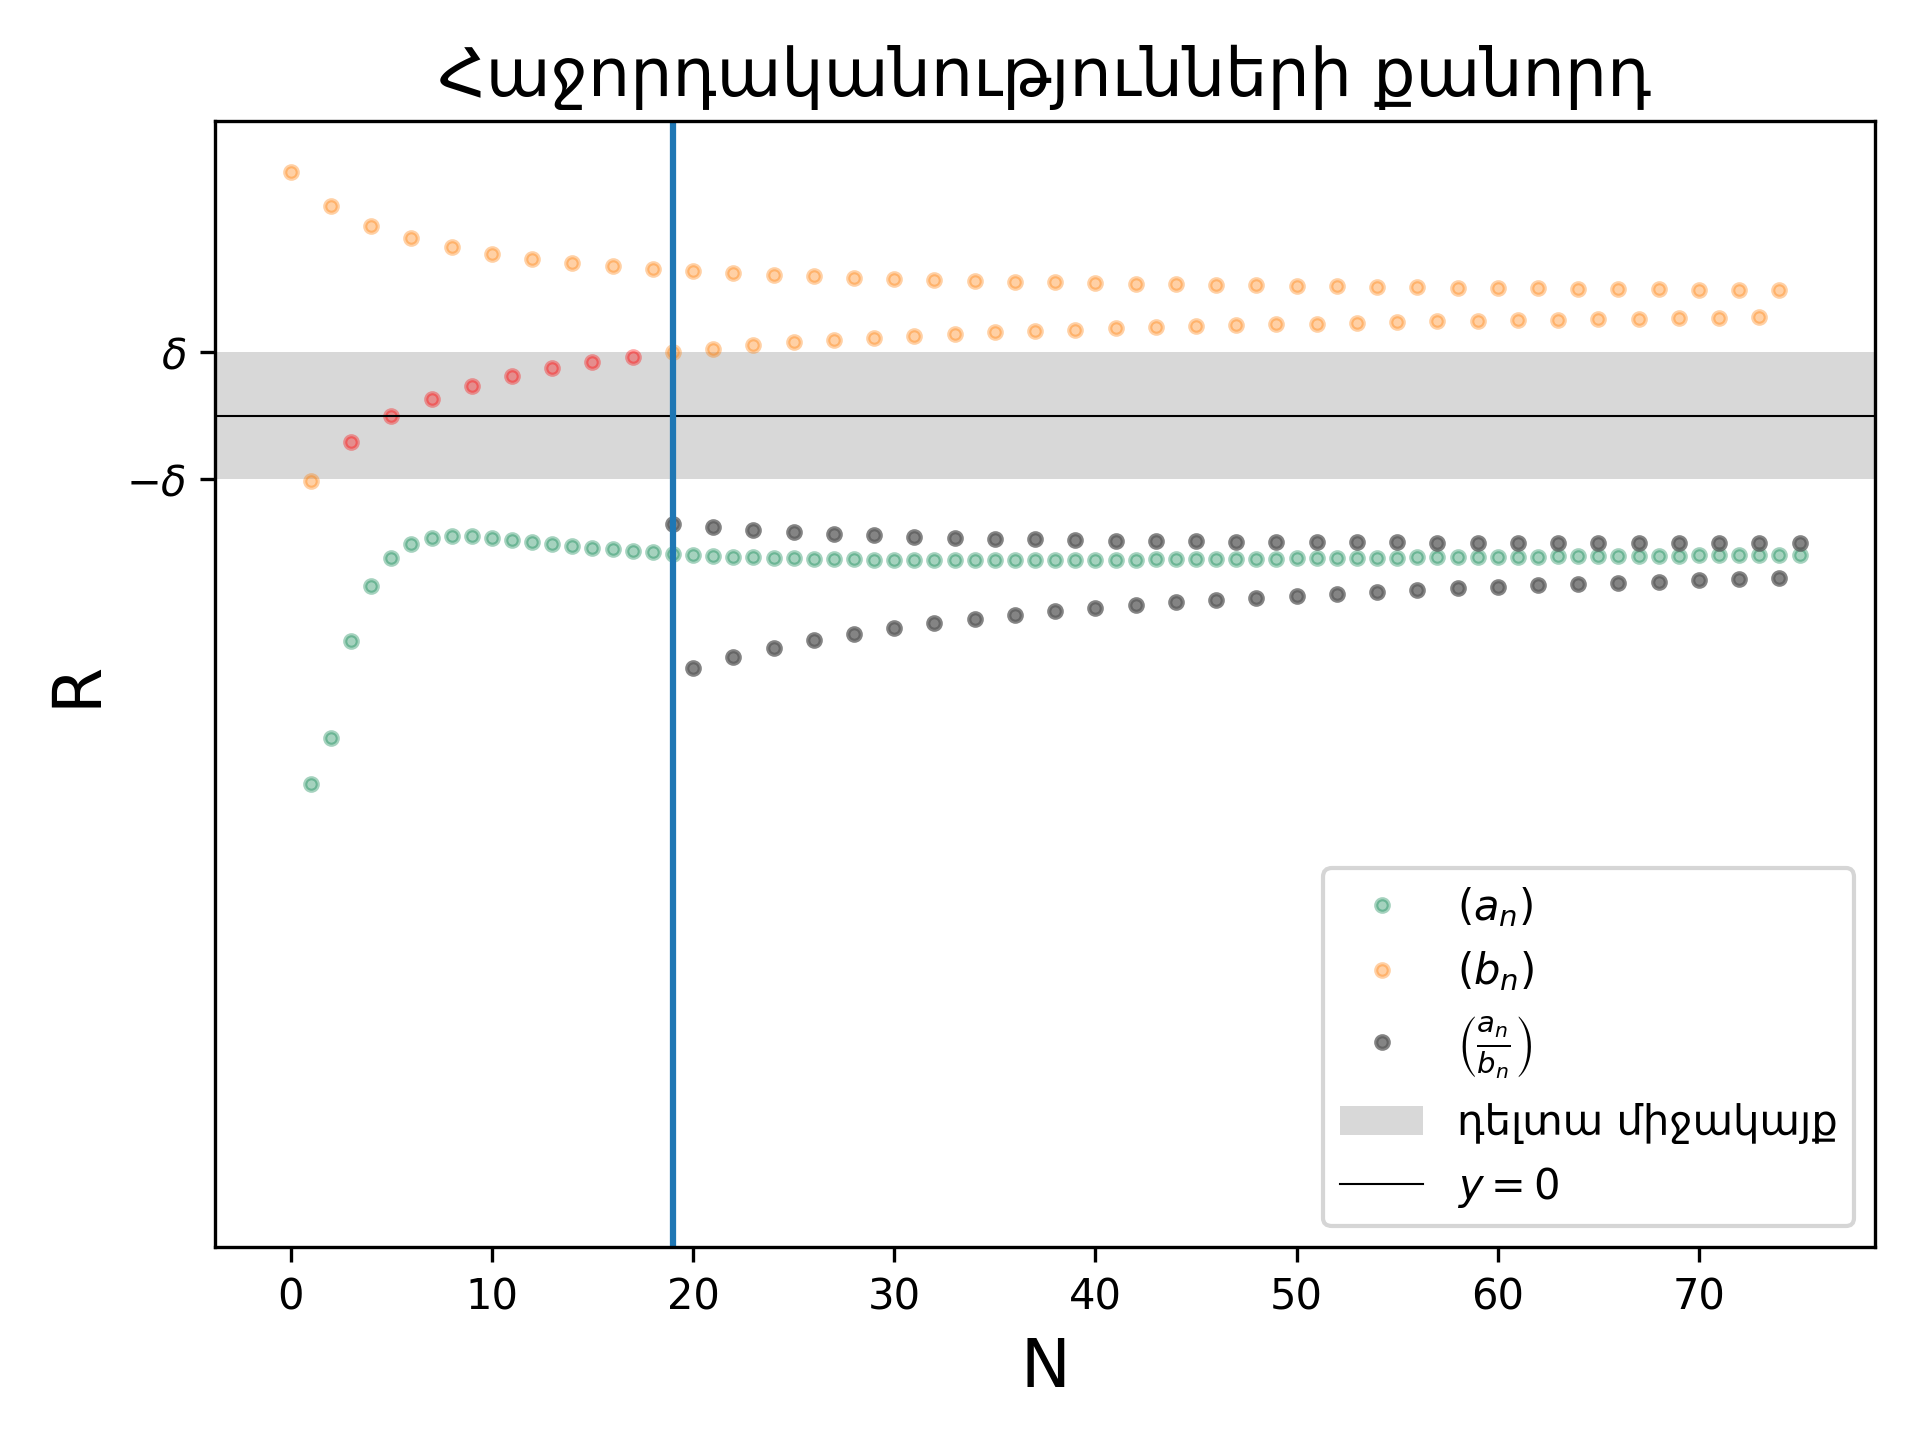 Հաջորդականությունների քանորդ
R
δ
−δ
0 10 20 30 40 50 60 70
N
(aₙ)
(bₙ)
(aₙ/bₙ)
դելտա միջակայք
y = 0